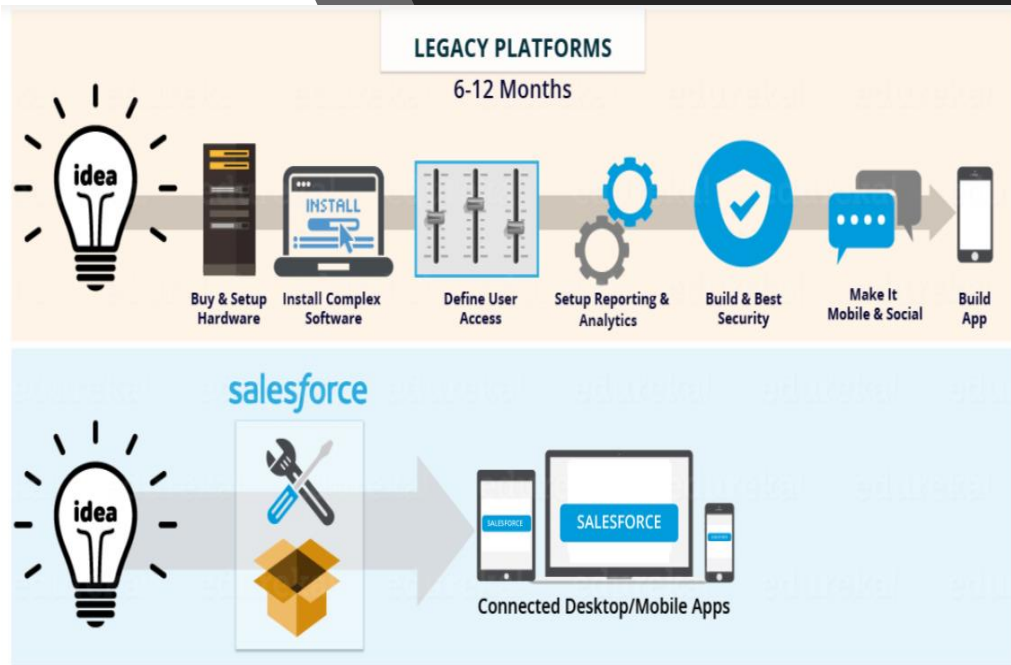 LEGACY PLATFORMS
6-12 Months
idea
INSTALL
Buy & Setup
Hardware
Install Complex
Software
Define User
Access
Setup Reporting &
Analytics
Build & Best
Security
Make It
Mobile & Social
Build
App
salesforce
idea
SALESFORCE
SALESFORCE
Connected Desktop/Mobile Apps